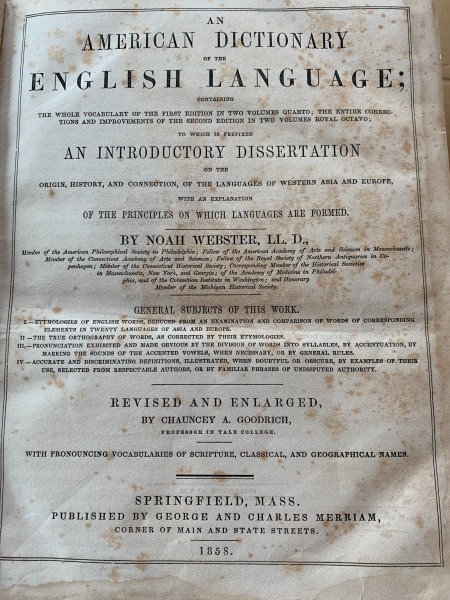 AN
AMERICAN DICTIONARY
OF THE
ENGLISH LANGUAGE;
CONTAINING
THE WHOLE VOCABULARY OF THE FIRST EDITION IN TWO VOLUMES QUARTO; THE ENTIRE CORREC-
TIONS AND IMPROVEMENTS OF THE SECOND EDITION IN TWO VOLUMES ROYAL OCTAVO;
TO WHICH IS PREFIXED
AN INTRODUCTORY DISSERTATION
ON THE
ORIGIN, HISTORY, AND CONNECTION, OF THE LANGUAGES OF WESTERN ASIA AND EUROPE,
WITH AN EXPLANATION
OF THE PRINCIPLES ON WHICH LANGUAGES ARE FORMED.
BY NOAH WEBSTER, LL. D.,
Member of the American Philosophical Society in Philadelphia; Fellow of the American Academy of Arts and Sciences in Massachusetts;
Member of the Connecticut Academy of Arts and Sciences; Fellow of the Royal Society of Northern Antiquaries in Co-
penhagen; Member of the Connecticut Historical Society; Corresponding Member of the Historical Societies
in Massachusetts, New York, and Georgia; of the Academy of Medicine in Philadel-
phia, and of the Columbian Institute in Washington; and Honorary
Member of the Michigan Historical Society.
GENERAL SUBJECTS OF THIS WORK.
I.—ETYMOLOGIES OF ENGLISH WORDS, DEDUCED FROM AN EXAMINATION AND COMPARISON OF WORDS OF CORRESPONDING
ELEMENTS IN TWENTY LANGUAGES OF ASIA AND EUROPE.
II—THE TRUE ORTHOGRAPHY OF WORDS, AS CORRECTED BY THEIR ETYMOLOGIES.
III.—PRONUNCIATION EXHIBITED AND MADE OBVIOUS BY THE DIVISION OF WORDS INTO SYLLABLES, BY ACCENTUATION, BY
MARKING THE SOUNDS OF THE ACCENTED VOWELS, WHEN NECESSARY, OR BY GENERAL RULES.
IV—ACCURATE AND DISCRIMINATING DEFINITIONS, ILLUSTRATED, WHEN DOUBTFUL OR OBSCURE, BY EXAMPLES OF THEIR
USE, SELECTED FROM RESPECTABLE AUTHORS, OR BY FAMILIAR PHRASES OF UNDISPUTED AUTHORITY.
REVISED AND ENLARGED,
BY CHAUNCEY A. GOODRICH,
PROFESSOR IN YALE COLLEGE.
WITH PRONOUNCING VOCABULARIES OF SCRIPTURE, CLASSICAL, AND GEOGRAPHICAL NAMES.
SPRINGFIELD, MASS.
PUBLISHED BY GEORGE AND CHARLES MERRIAM,
CORNER OF MAIN AND STATE STREETS.
1858.